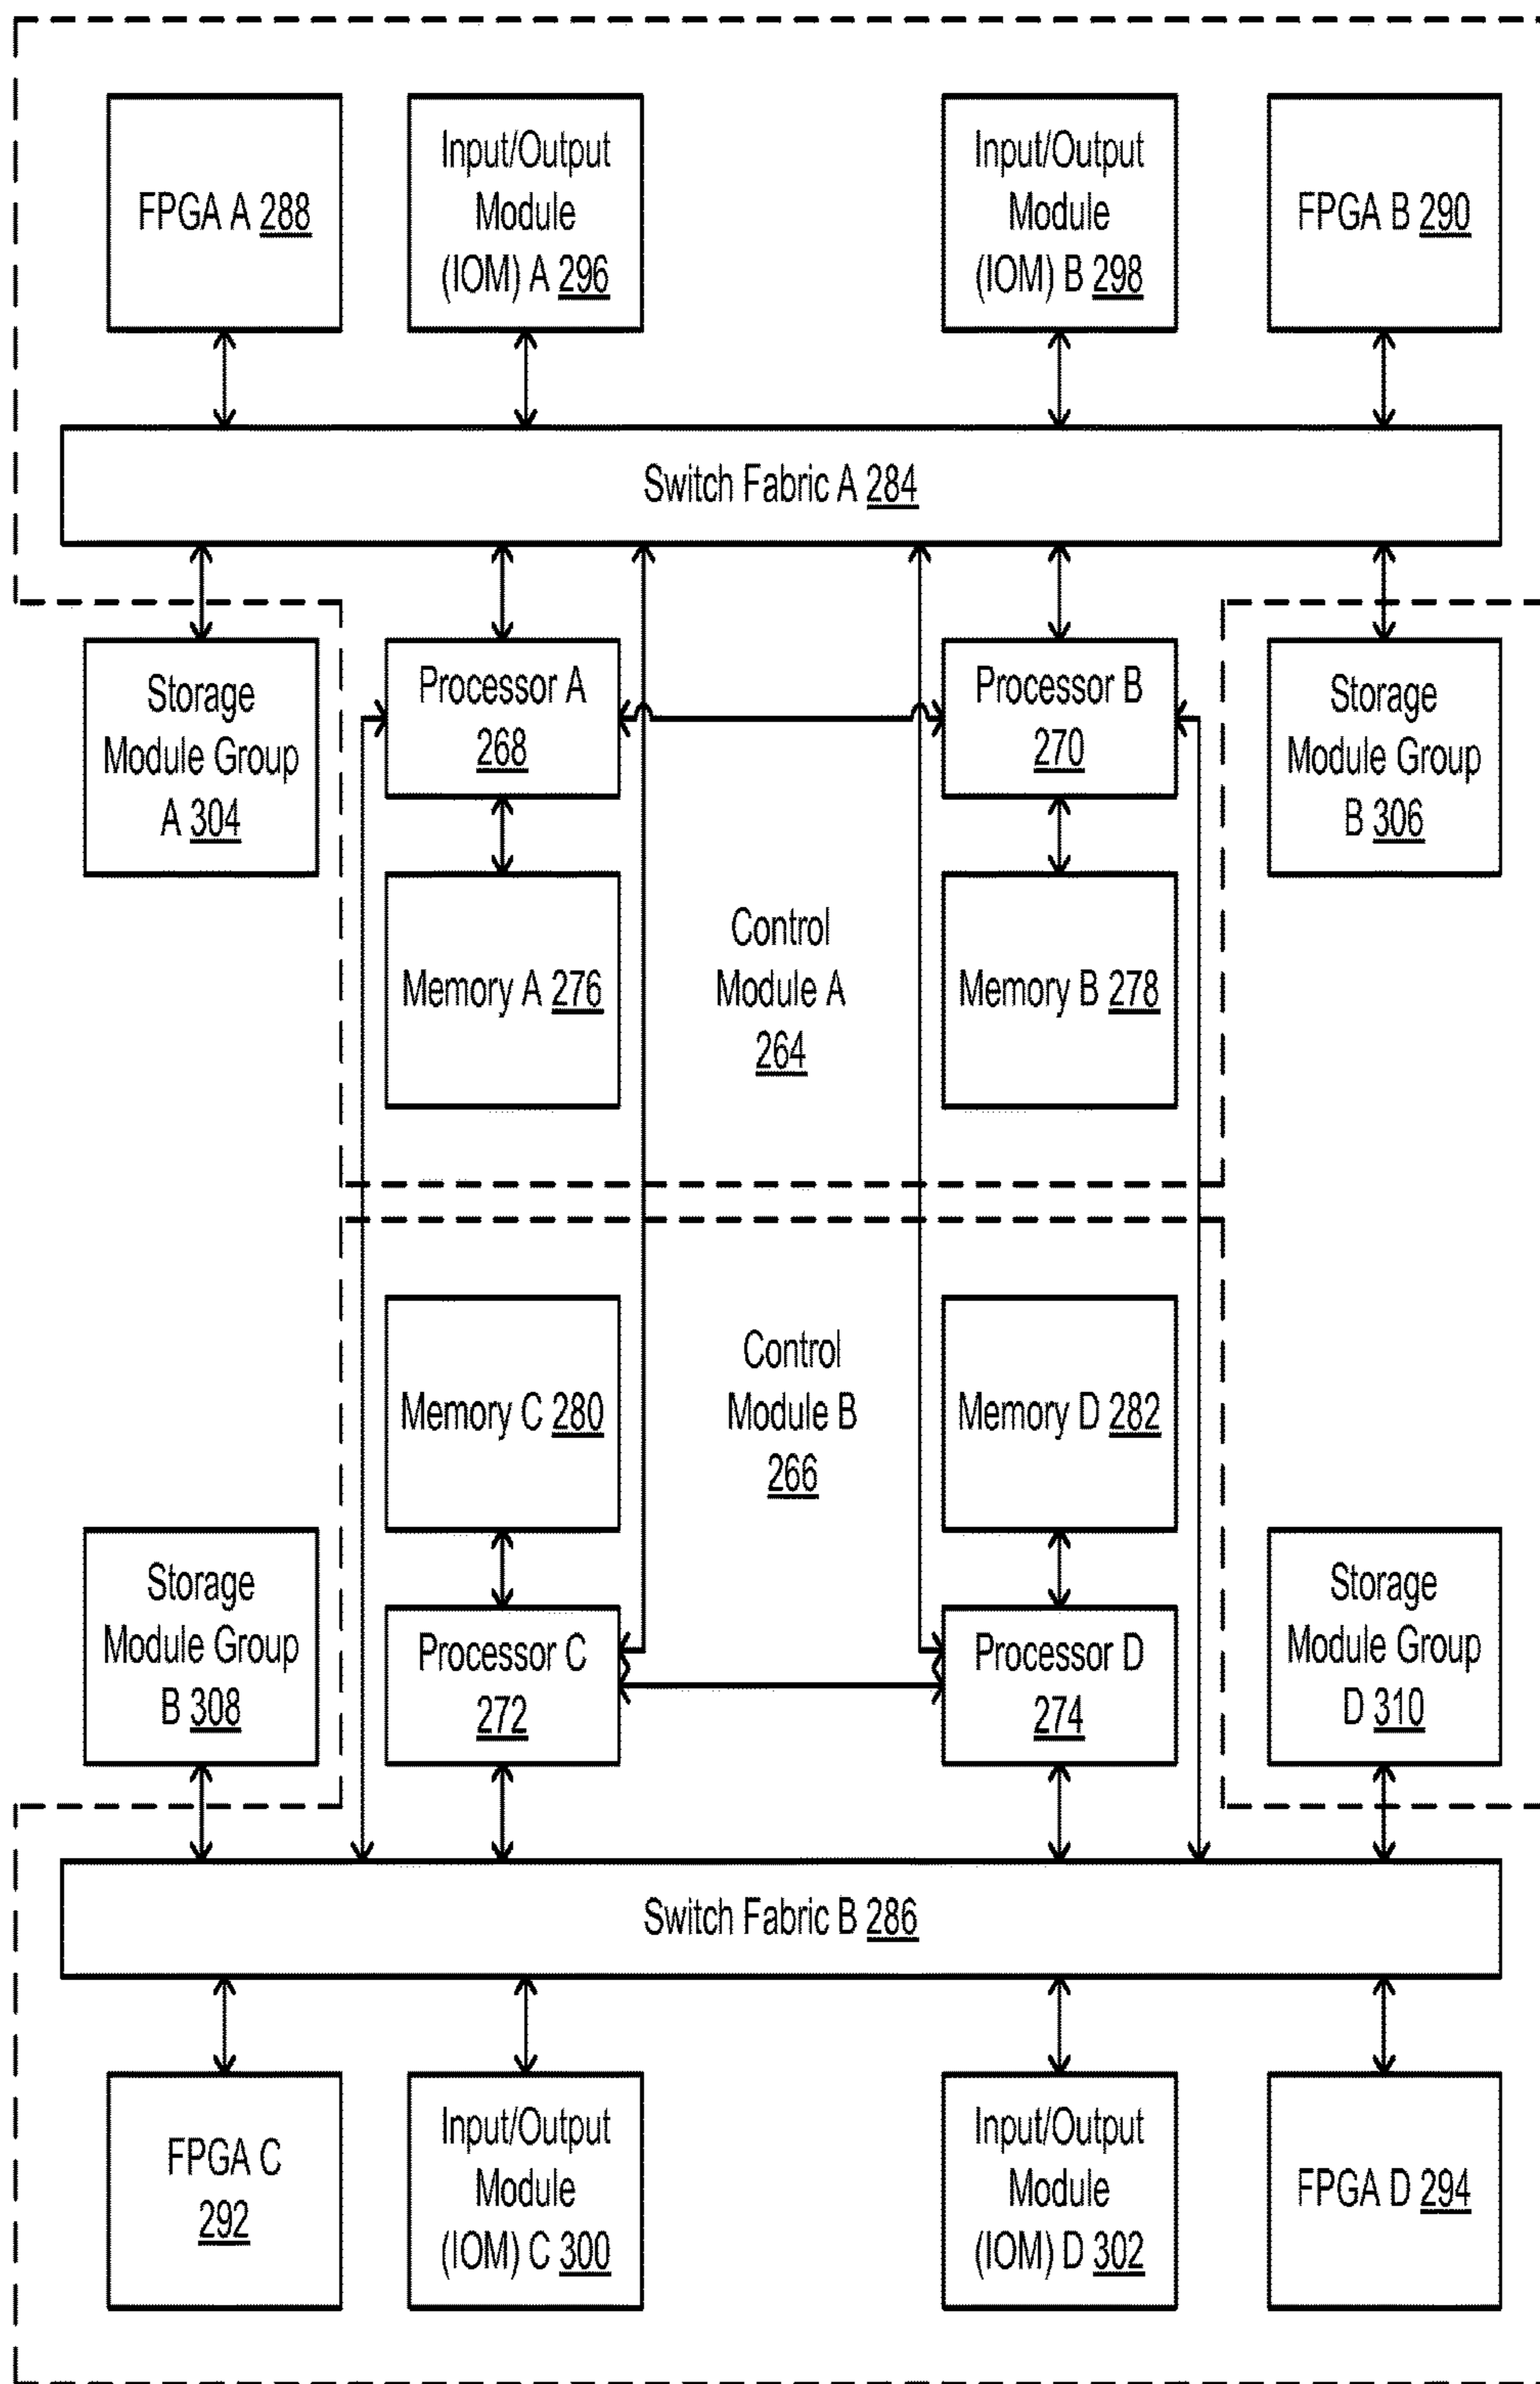 FPGA A 288
Input/Output
Module
(IOM) A 296
Input/Output
Module
(IOM) B 298
FPGA B 290
Switch Fabric A 284
Storage
Module Group
A 304
Processor A
268
Processor B
270
Storage
Module Group
B 306
Memory A 276
Control
Module A
264
Memory B 278
Memory C 280
Control
Module B
266
Memory D 282
Storage
Module Group
B 308
Processor C
272
Processor D
274
Storage
Module Group
D 310
Switch Fabric B 286
FPGA C
292
Input/Output
Module
(IOM) C 300
Input/Output
Module
(IOM) D 302
FPGA D 294